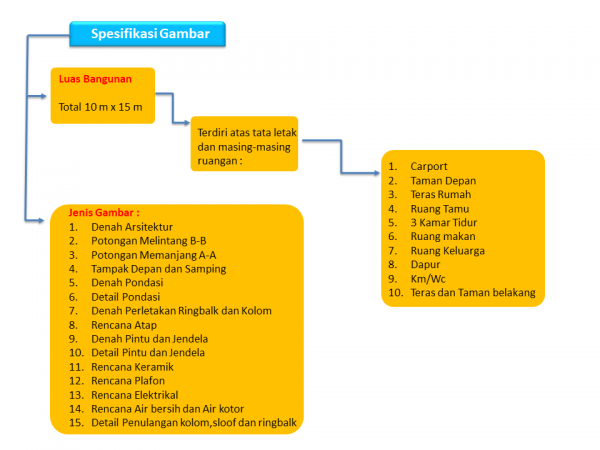 Spesifikasi Gambar
Luas Bangunan
Total 10 m x 15 m
Terdiri atas tata letak
dan masing-masing
ruangan :
1. Carport
2. Taman Depan
3. Teras Rumah
4. Ruang Tamu
5. 3 Kamar Tidur
6. Ruang makan
7. Ruang Keluarga
8. Dapur
9. Km/Wc
10. Teras dan Taman belakang
Jenis Gambar :
1. Denah Arsitektur
2. Potongan Melintang B-B
3. Potongan Memanjang A-A
4. Tampak Depan dan Samping
5. Denah Pondasi
6. Detail Pondasi
7. Denah Perletakan Ringbalk dan Kolom
8. Rencana Atap
9. Denah Pintu dan Jendela
10. Detail Pintu dan Jendela
11. Rencana Keramik
12. Rencana Plafon
13. Rencana Elektrikal
14. Rencana Air bersih dan Air kotor
15. Detail Penulangan kolom,sloof dan ringbalk